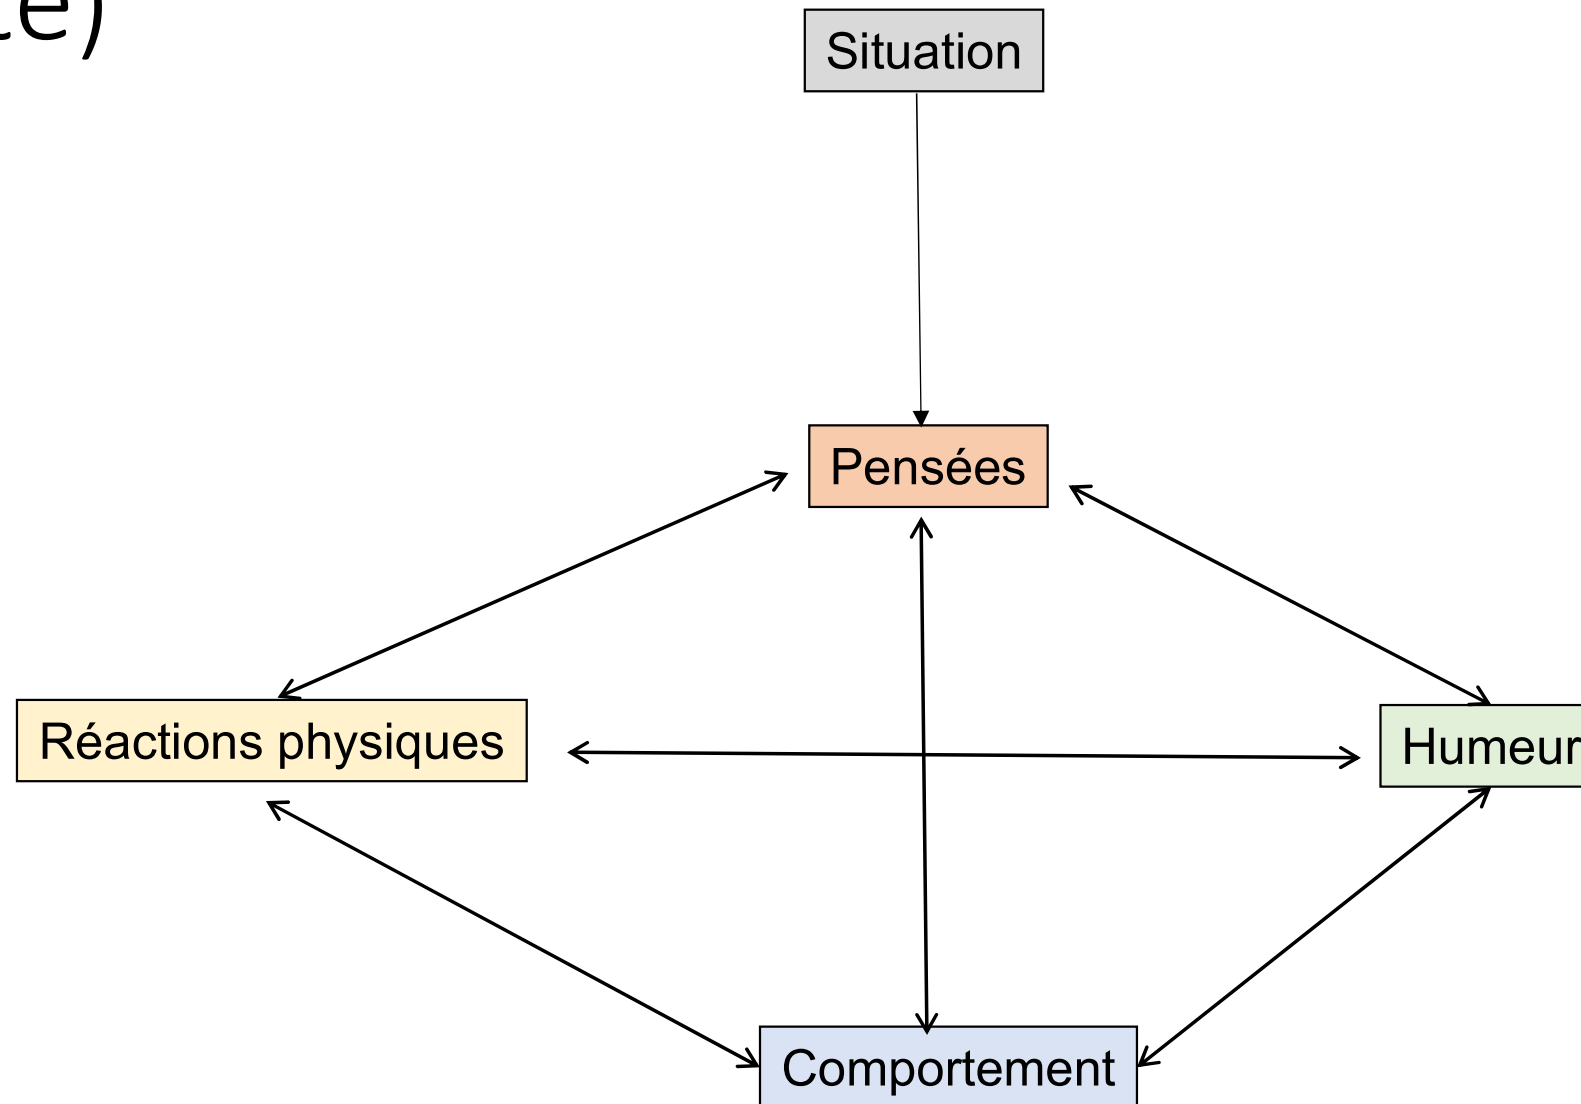 Situation
Pensées
Réactions physiques
Humeur
Comportement